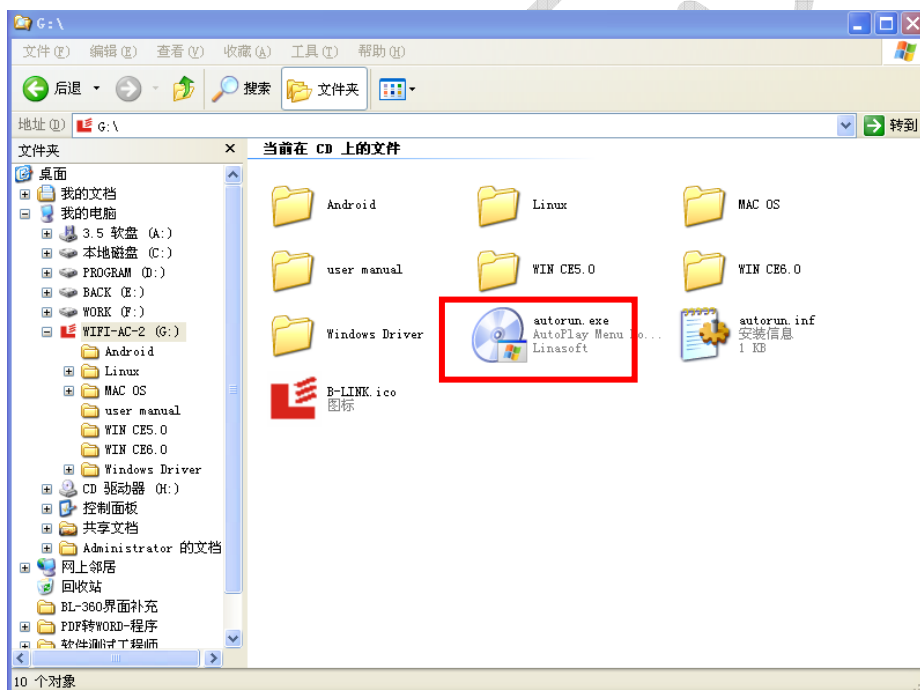 G:\
文件(F) 编辑(E) 查看(V) 收藏(A) 工具(T) 帮助(H)
后退 搜索 文件夹
地址(D) G:\ 转到
文件夹
桌面
我的文档
我的电脑
3.5 软盘 (A:)
本地磁盘 (C:)
PROGRAM (D:)
BACK (E:)
WORK (F:)
WIFI-AC-2 (G:)
Android
Linux
MAC OS
user manual
WIN CE5.0
WIN CE6.0
Windows Driver
CD 驱动器 (H:)
控制面板
共享文档
Administrator 的文档
网上邻居
回收站
BL-360界面补充
PDF转WORD-程序
软件测试工程师
当前在 CD 上的文件
Android
Linux
MAC OS
user manual
WIN CE5.0
WIN CE6.0
Windows Driver
autorun.exe
AutoPlay Menu
Linasoft
autorun.inf
安装信息
1 KB
B-LINK.ico
图标
10 个对象